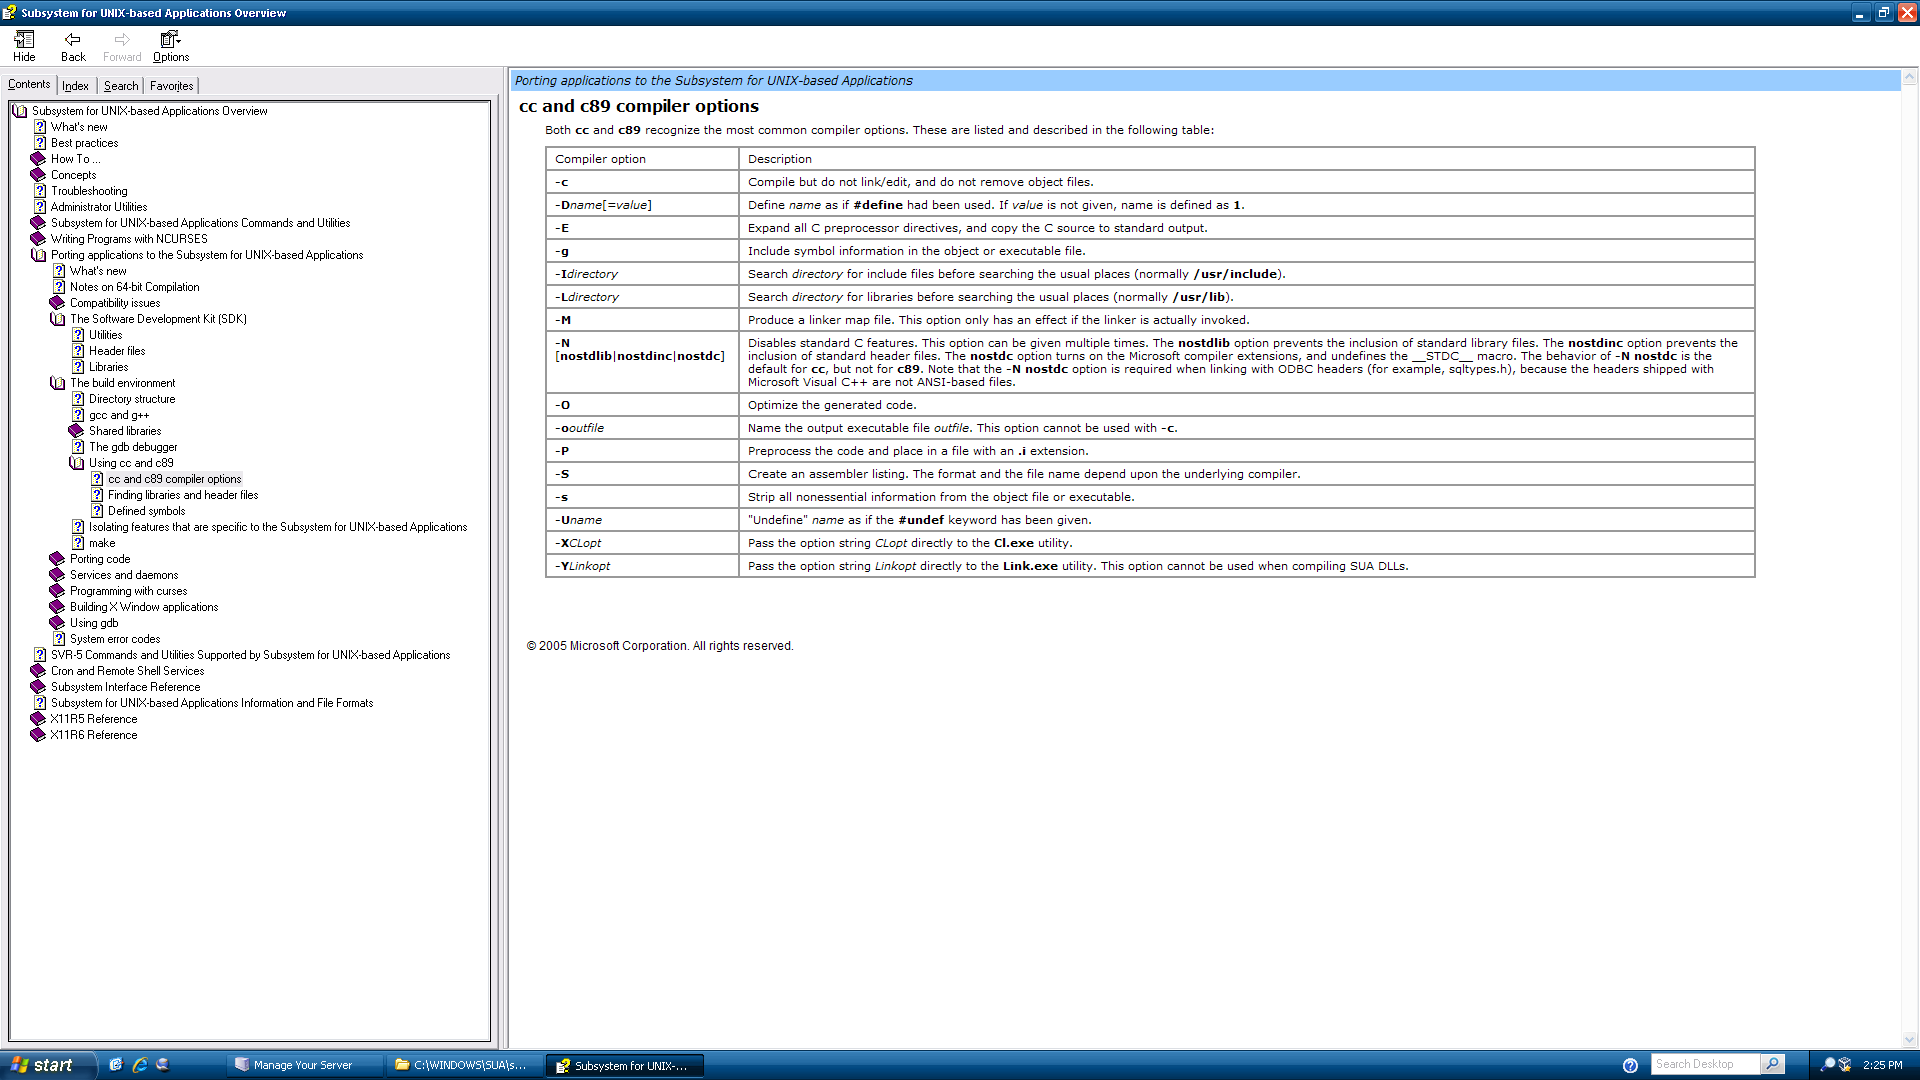 Subsystem for UNIX-based Applications Overview
Hide
Back
Forward
Options
Contents
Index
Search
Favorites
Subsystem for UNIX-based Applications Overview
What's new
Best practices
How To ...
Concepts
Troubleshooting
Administrator Utilities
Subsystem for UNIX-based Applications Commands and Utilities
Writing Programs with NCURSES
Porting applications to the Subsystem for UNIX-based Applications
What's new
Notes on 64-bit Compilation
Compatibility issues
The Software Development Kit (SDK)
Utilities
Header files
Libraries
The build environment
Directory structure
gcc and g++
Shared libraries
The gdb debugger
Using cc and c89
cc and c89 compiler options
Finding libraries and header files
Defined symbols
Isolating features that are specific to the Subsystem for UNIX-based Applications
make
Porting code
Services and daemons
Programming with curses
Building X Window applications
Using gdb
System error codes
SVR-5 Commands and Utilities Supported by Subsystem for UNIX-based Applications
Cron and Remote Shell Services
Subsystem Interface Reference
Subsystem for UNIX-based Applications Information and File Formats
X11R5 Reference
X11R6 Reference
Porting applications to the Subsystem for UNIX-based Applications
cc and c89 compiler options
Both cc and c89 recognize the most common compiler options. These are listed and described in the following table:
Compiler option Description
-c Compile but do not link/edit, and do not remove object files.
-Dname[=value] Define name as if #define had been used. If value is not given, name is defined as 1.
-E Expand all C preprocessor directives, and copy the C source to standard output.
-g Include symbol information in the object or executable file.
-Idirectory Search directory for include files before searching the usual places (normally /usr/include).
-Ldirectory Search directory for libraries before searching the usual places (normally /usr/lib).
-M Produce a linker map file. This option only has an effect if the linker is actually invoked.
-N
[nostdlib|nostdinc|nostdc]
Disables standard C features. This option can be given multiple times. The nostdlib option prevents the inclusion of standard library files. The nostdinc option prevents the
inclusion of standard header files. The nostdc option turns on the Microsoft compiler extensions, and undefines the __STDC__ macro. The behavior of -N nostdc is the
default for cc, but not for c89. Note that the -N nostdc option is required when linking with ODBC headers (for example, sqltypes.h), because the headers shipped with
Microsoft Visual C++ are not ANSI-based files.
-O Optimize the generated code.
-ooutfile Name the output executable file outfile. This option cannot be used with -c.
-P Preprocess the code and place in a file with an .i extension.
-S Create an assembler listing. The format and the file name depend upon the underlying compiler.
-s Strip all nonessential information from the object file or executable.
-Uname "Undefine" name as if the #undef keyword has been given.
-XCLopt Pass the option string CLopt directly to the Cl.exe utility.
-YLinkopt Pass the option string Linkopt directly to the Link.exe utility. This option cannot be used when compiling SUA DLLs.
© 2005 Microsoft Corporation. All rights reserved.
start
Manage Your Server
C:\WINDOWS\SUA\s...
Subsystem for UNIX-...
Search Desktop
2:25 PM